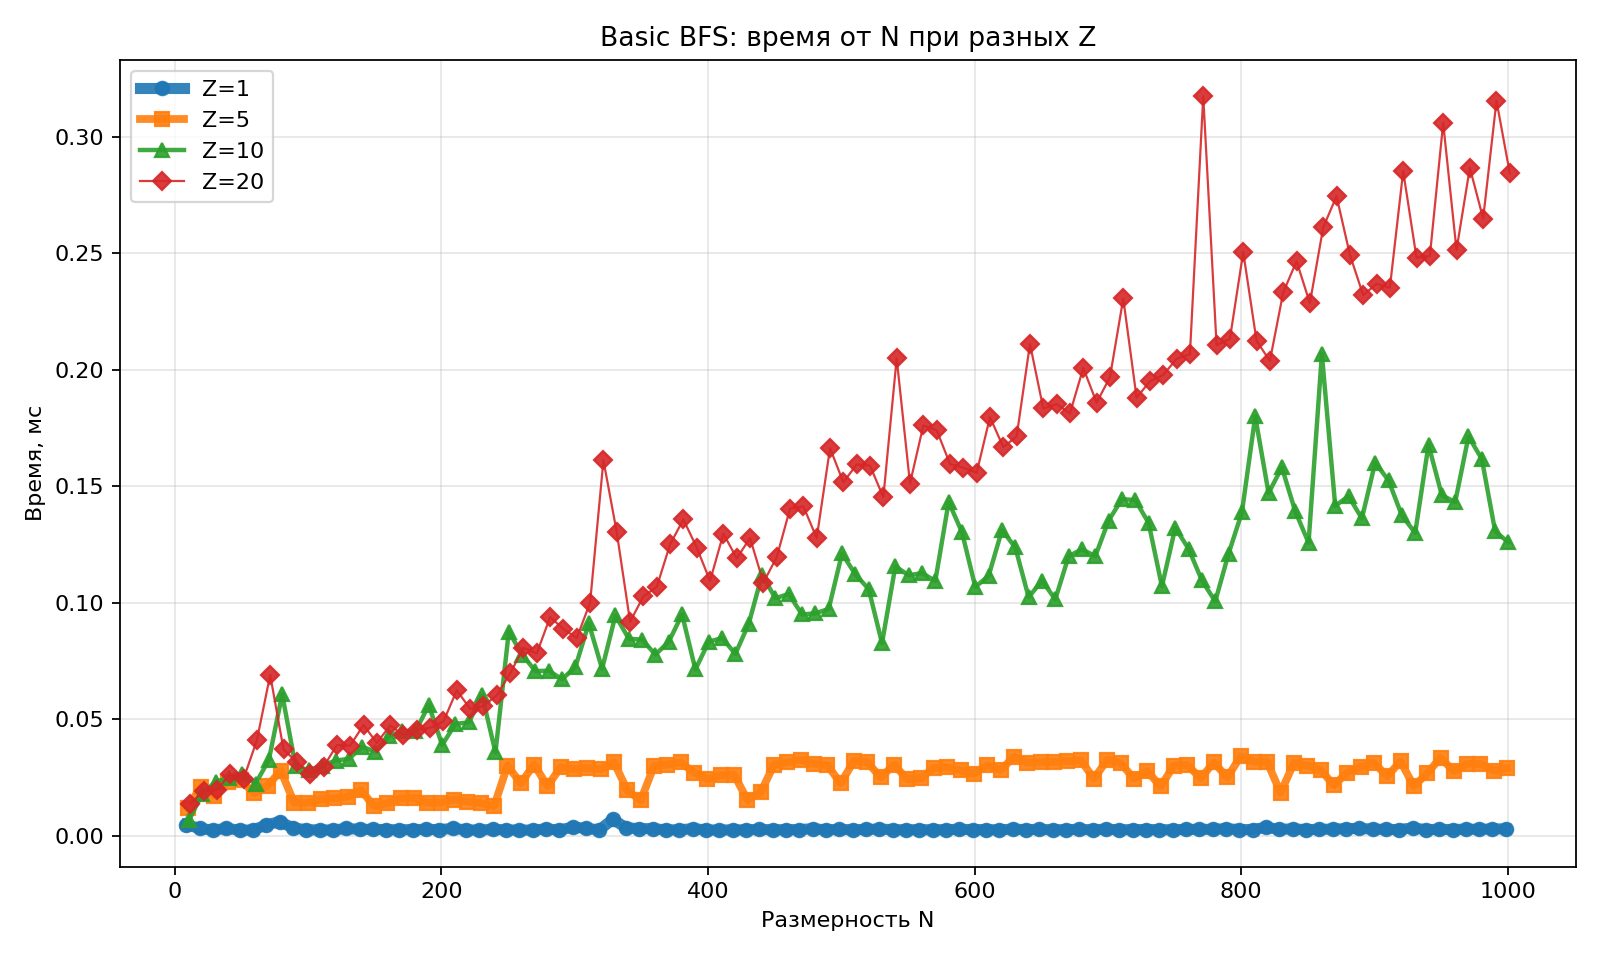 Basic BFS: время от N при разных Z
Z=1
Z=5
Z=10
Z=20
Время, мс
0.30
0.25
0.20
0.15
0.10
0.05
0.00
0 200 400 600 800 1000
Размерность N